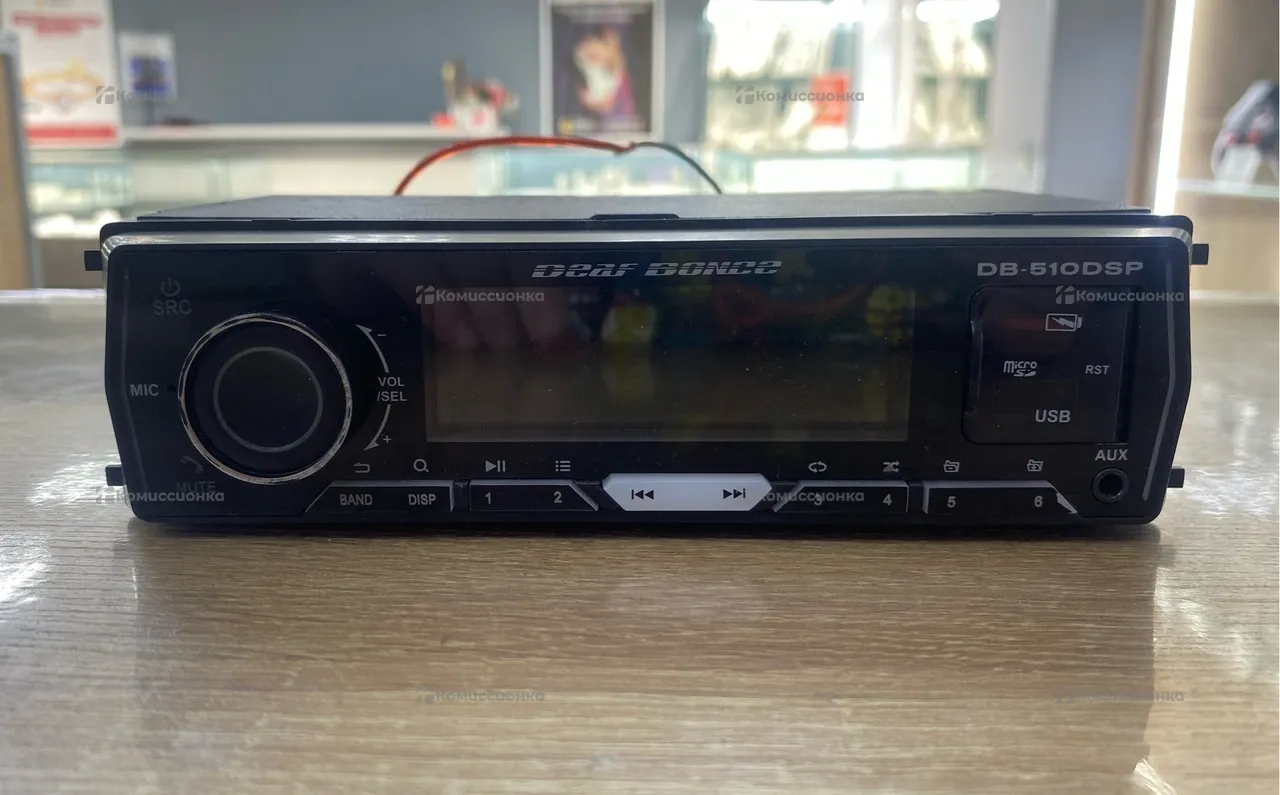 Комиссионка
Комиссионка
Deaf Bonce
DB-510DSP
Комиссионка
Комиссионка
SRC
MIC
VOL
/SEL
micro
SD
RST
USB
AUX
MUTE
Комиссионка
BAND
DISP
1
2
Комиссионка
3
4
5
6
Комиссионка
Комиссионка